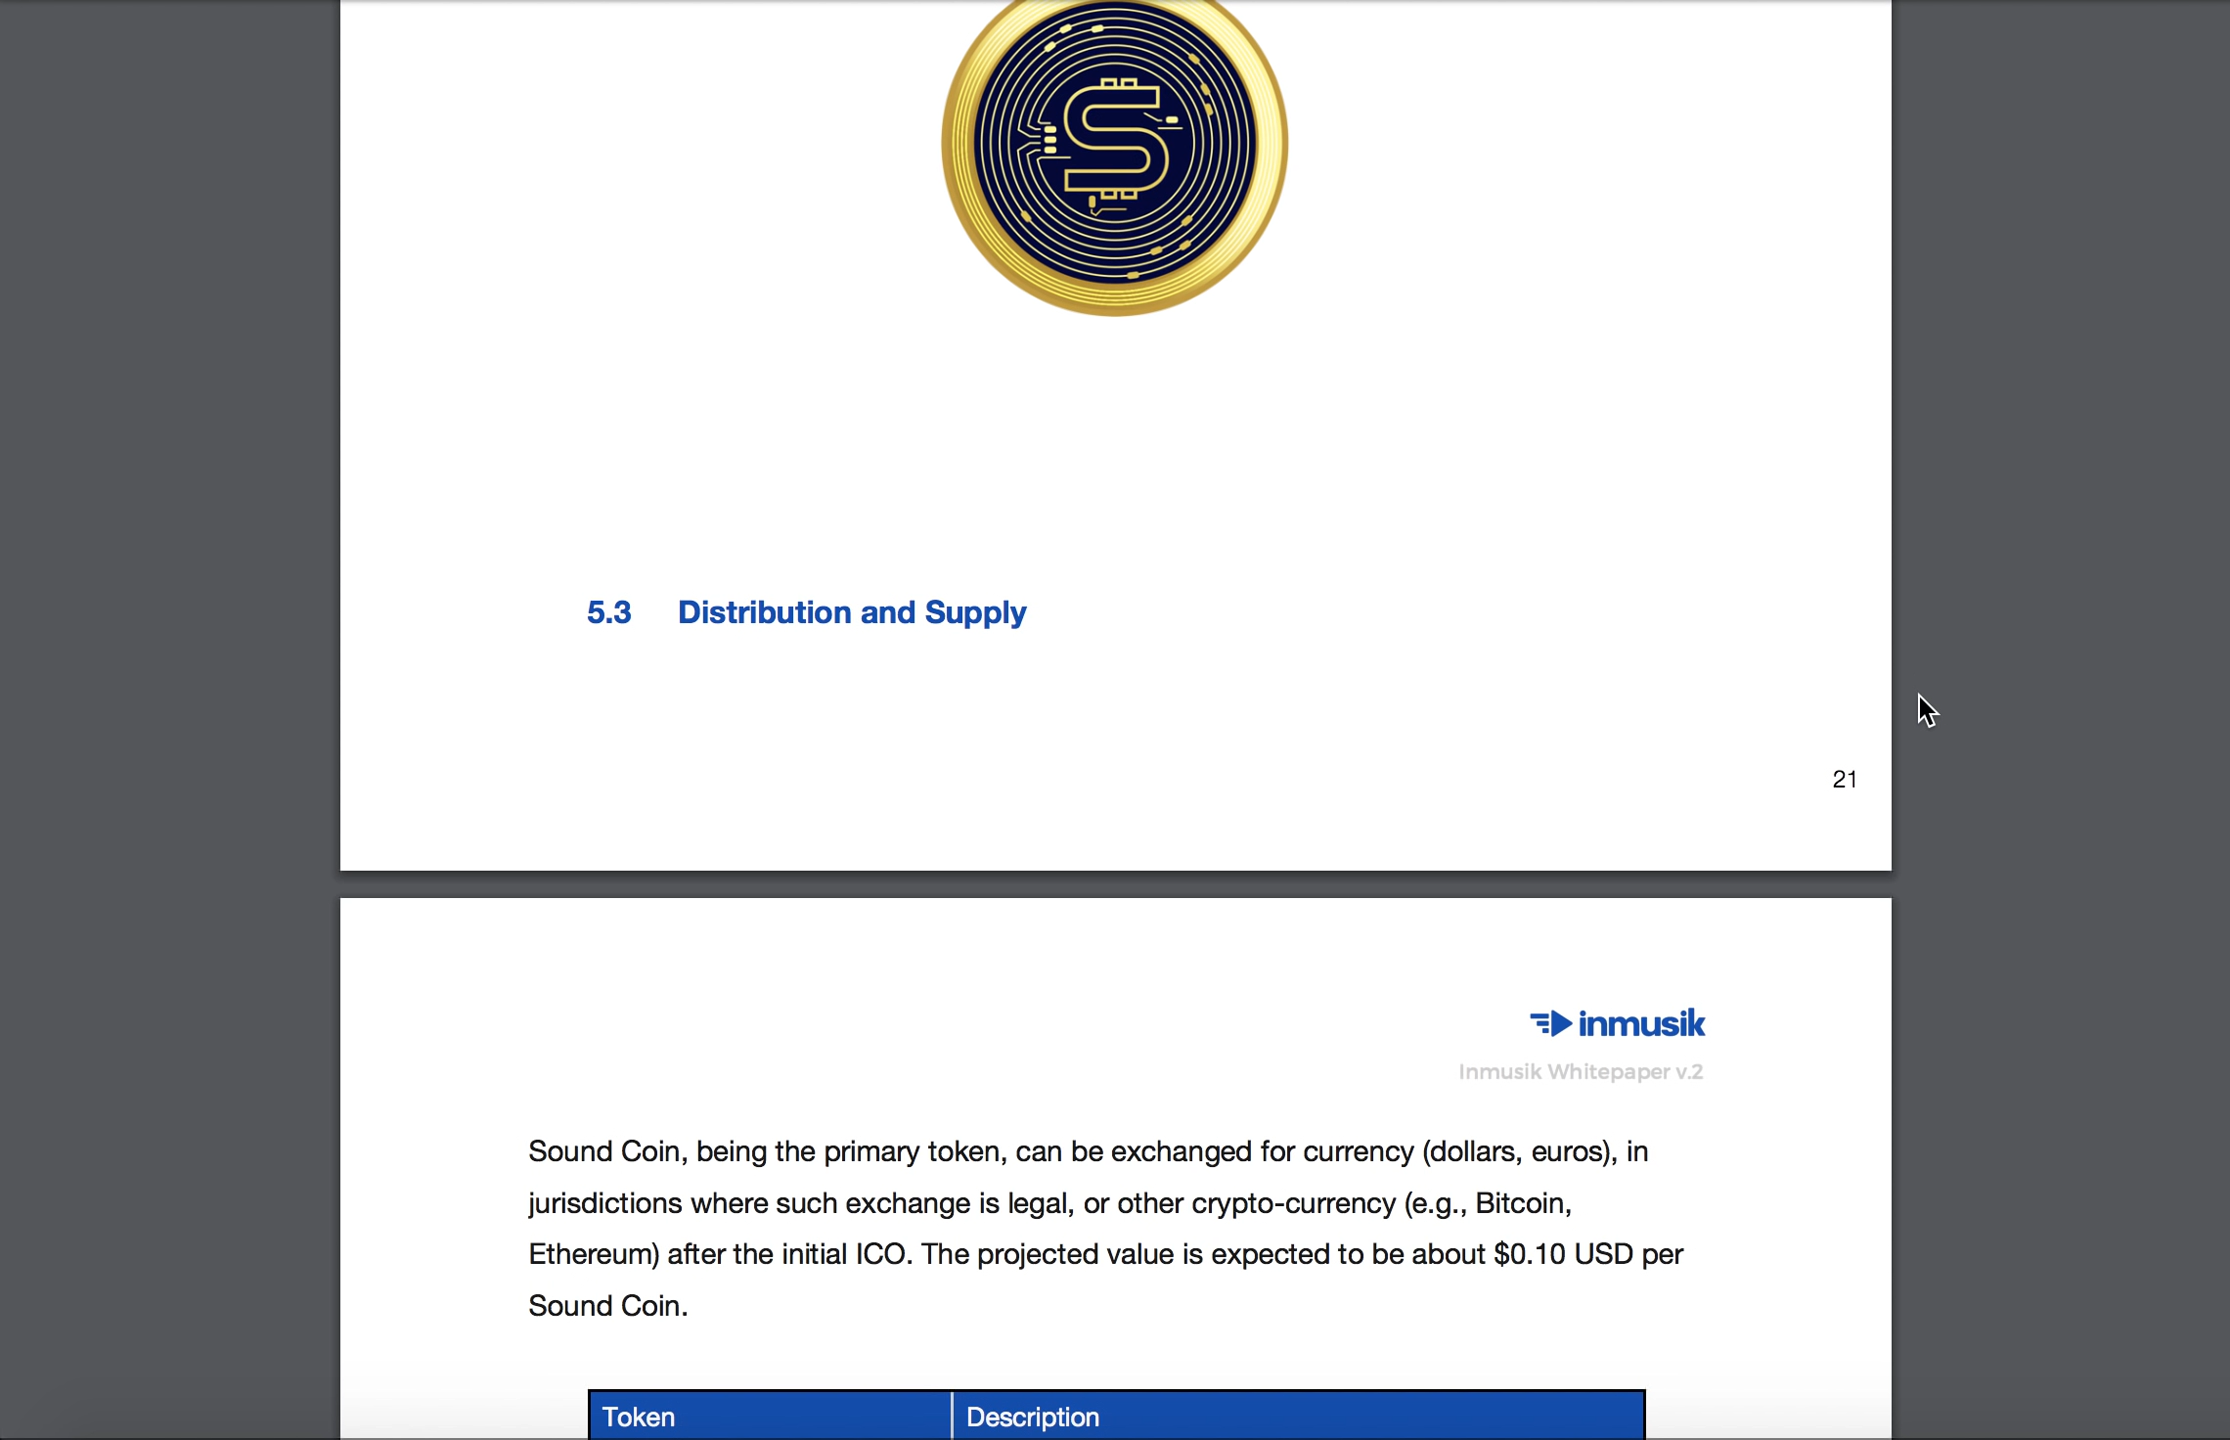 5.3 Distribution and Supply
21
inmusik
Inmusik Whitepaper v.2
Sound Coin, being the primary token, can be exchanged for currency (dollars, euros), in
jurisdictions where such exchange is legal, or other crypto-currency (e.g., Bitcoin,
Ethereum) after the initial ICO. The projected value is expected to be about $0.10 USD per
Sound Coin.
Token Description